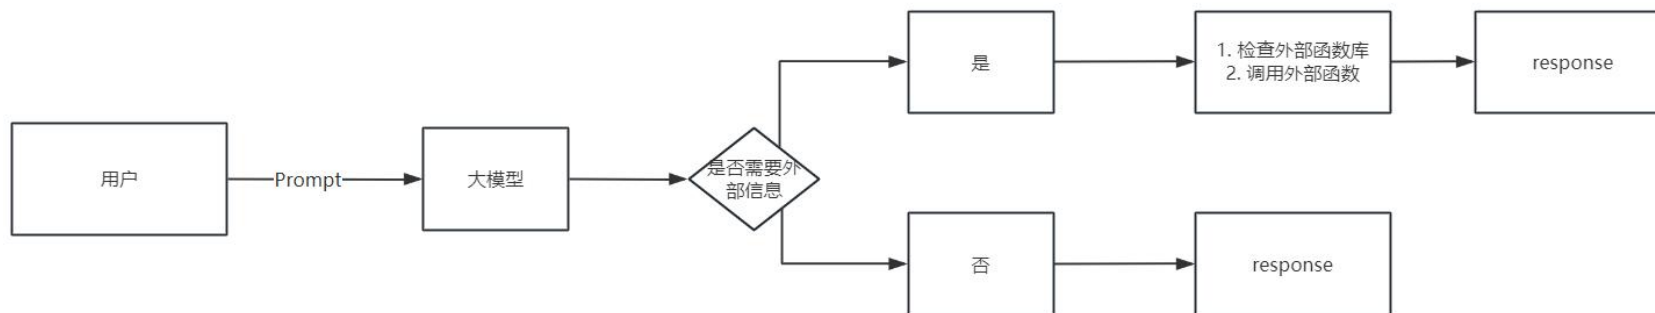 用户
Prompt
大模型
是否需要外
部信息
是
1. 检查外部函数库
2. 调用外部函数
response
否
response